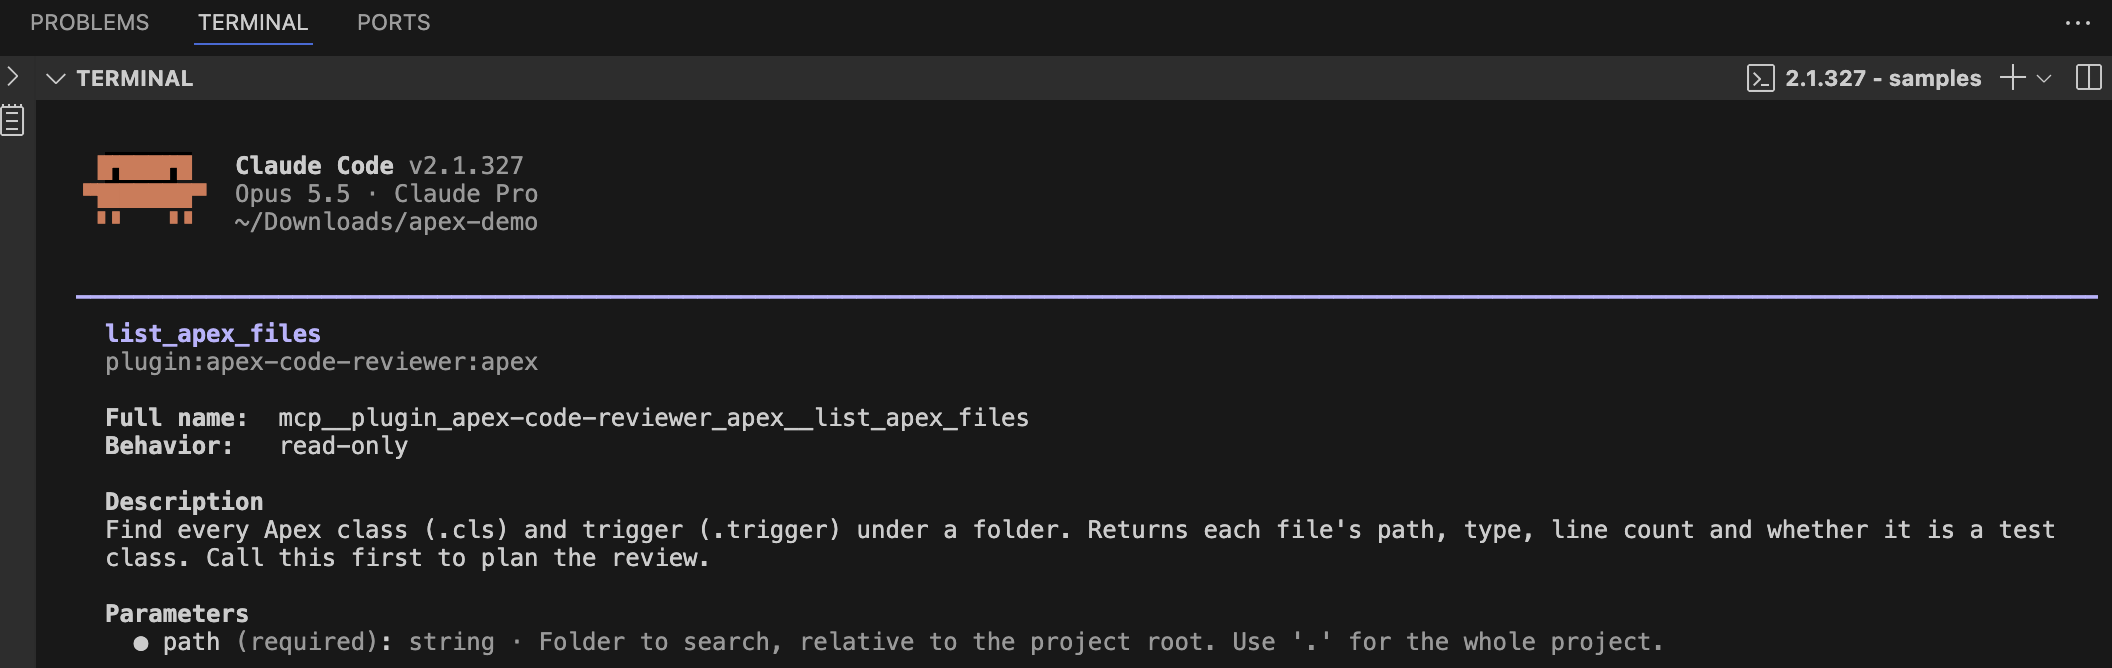 PROBLEMS TERMINAL PORTS
TERMINAL 2.1.327 - samples
Claude Code v2.1.327
Opus 5.5 · Claude Pro
~/Downloads/apex-demo
list_apex_files
plugin:apex-code-reviewer:apex
Full name: mcp__plugin_apex-code-reviewer_apex__list_apex_files
Behavior: read-only
Description
Find every Apex class (.cls) and trigger (.trigger) under a folder. Returns each file's path, type, line count and whether it is a test
class. Call this first to plan the review.
Parameters
● path (required): string · Folder to search, relative to the project root. Use '.' for the whole project.